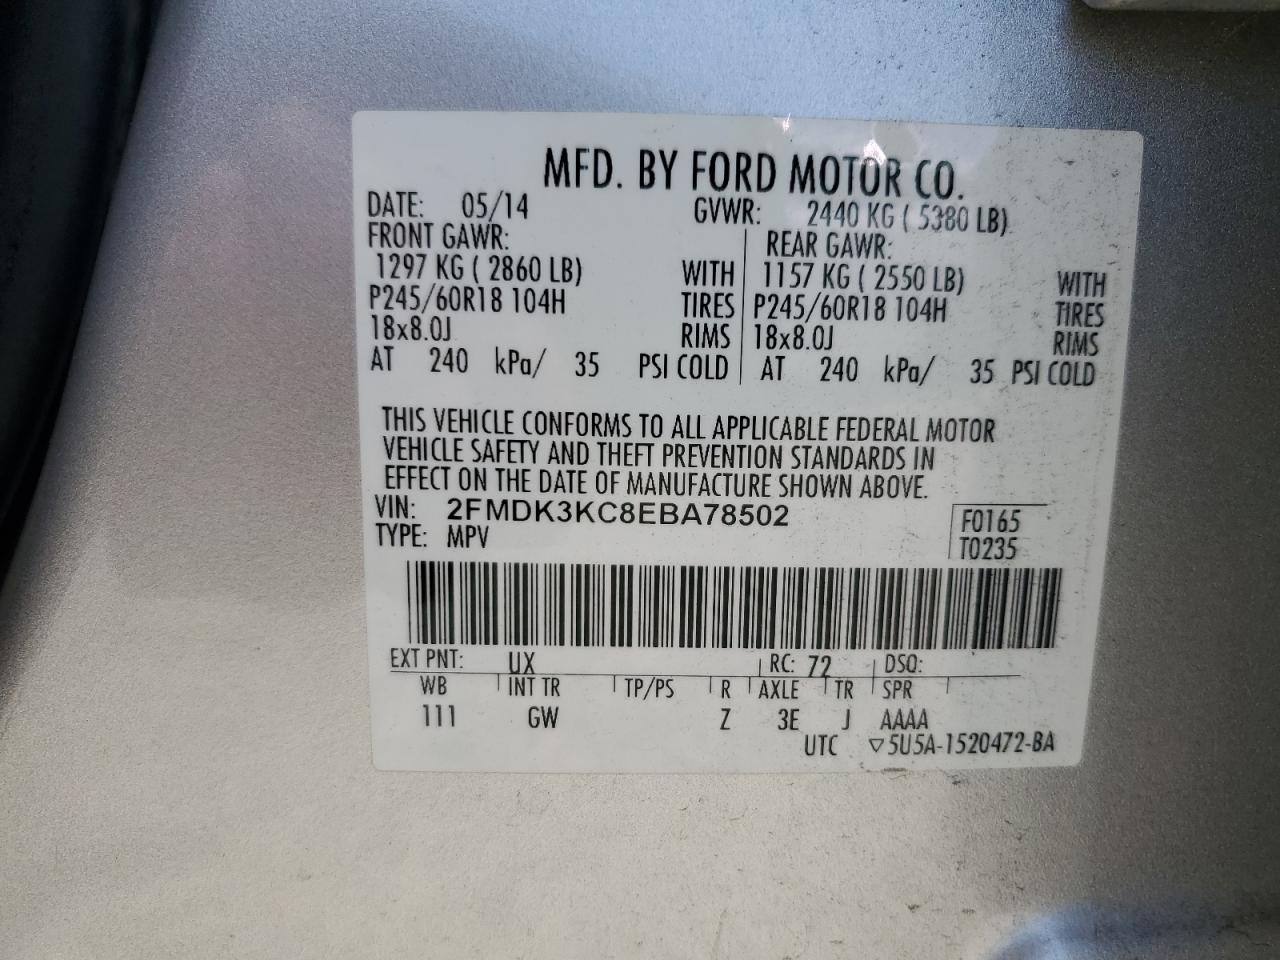 MFD. BY FORD MOTOR CO.
DATE: 05/14 GVWR: 2440 KG ( 5380 LB)
FRONT GAWR: REAR GAWR:
1297 KG ( 2860 LB) WITH 1157 KG ( 2550 LB) WITH
P245/60R18 104H TIRES P245/60R18 104H TIRES
18x8.0J RIMS 18x8.0J RIMS
AT 240 kPa/ 35 PSI COLD AT 240 kPa/ 35 PSI COLD
THIS VEHICLE CONFORMS TO ALL APPLICABLE FEDERAL MOTOR
VEHICLE SAFETY AND THEFT PREVENTION STANDARDS IN
EFFECT ON THE DATE OF MANUFACTURE SHOWN ABOVE.
VIN: 2FMDK3KC8EBA78502 F0165
TYPE: MPV T0235
EXT PNT: UX RC: 72 DSO:
WB INT TR TP/PS R AXLE TR SPR
111 GW Z 3E J AAAA
UTC ▽5U5A-1520472-BA